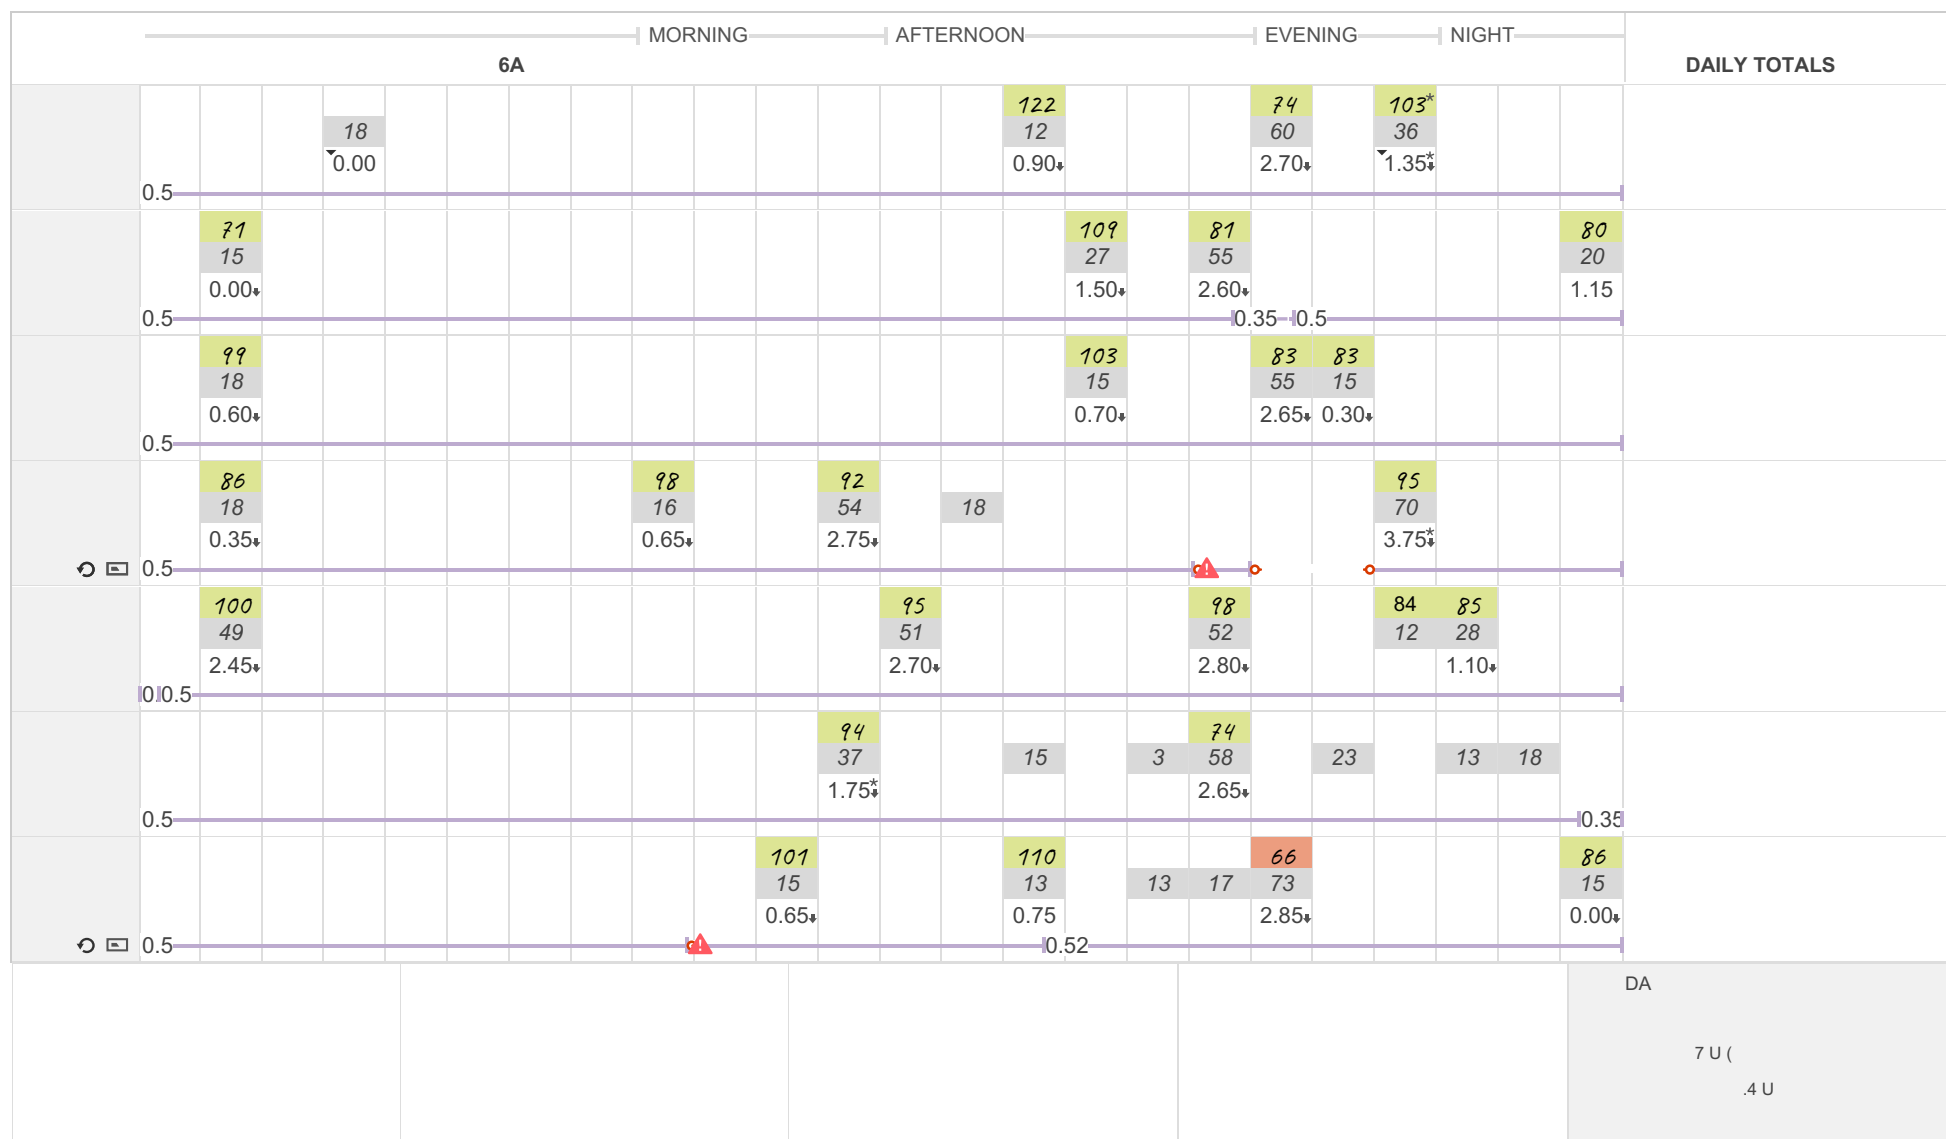 MORNING AFTERNOON EVENING NIGHT
6A DAILY TOTALS
122 74 103*
18 12 60 36
0.00 0.90 2.70 1.35*
0.5
71 109 81 80
15 27 55 20
0.00 1.50 2.60 1.15
0.5 0.35 0.5
99 103 83 83
18 15 55 15
0.60 0.70 2.65 0.30
0.5
86 98 92 95
18 16 54 18 70
0.35 0.65 2.75 3.75*
0.5
100 95 98 84 85
49 51 52 12 28
2.45 2.70 2.80 1.10
0.5
94 74
37 15 3 58 23 13 18
1.75* 2.65
0.5 0.35
101 110 66 86
15 13 13 17 73 15
0.65 0.75 2.85 0.00
0.5 0.52
DA
7 U (
.4 U